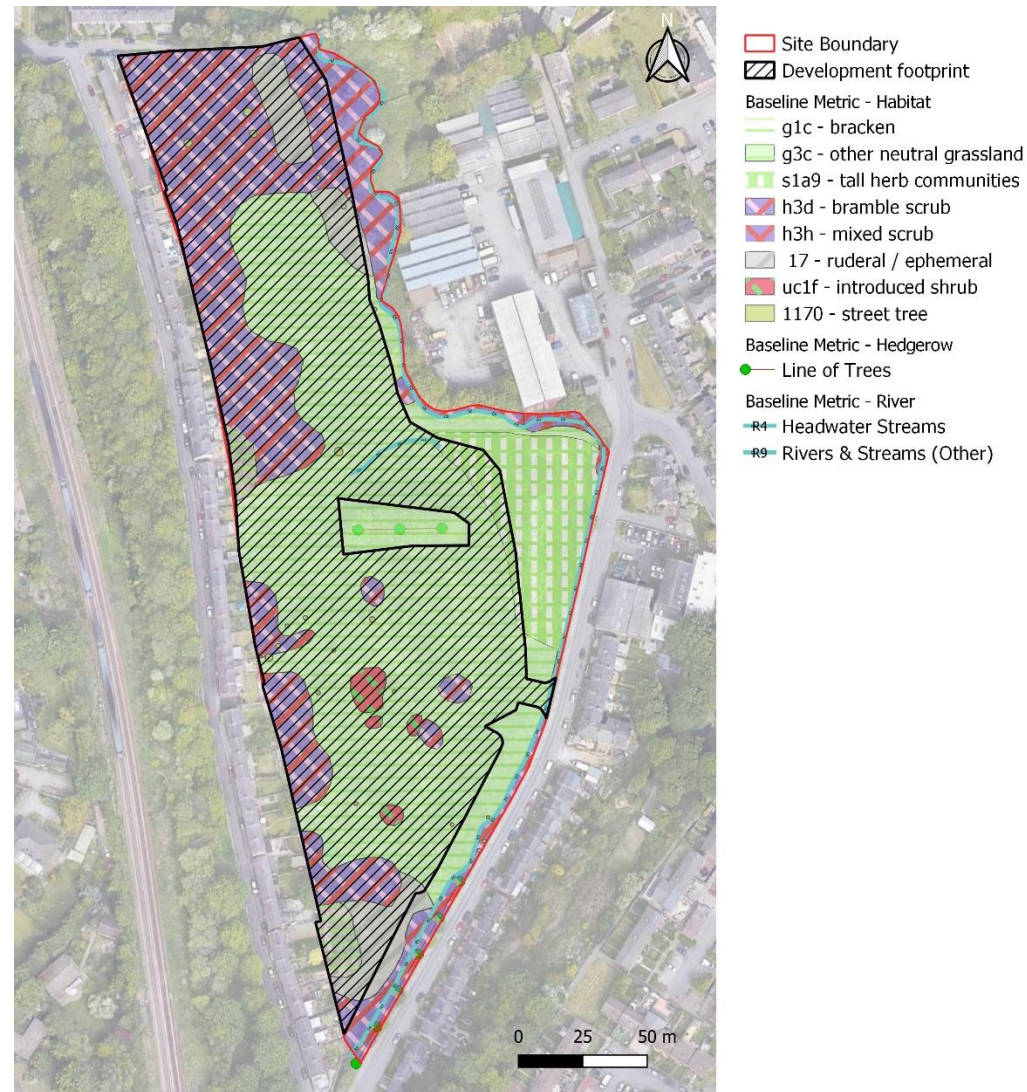 N
Site Boundary
Development footprint
Baseline Metric - Habitat
g1c - bracken
g3c - other neutral grassland
s1a9 - tall herb communities
h3d - bramble scrub
h3h - mixed scrub
17 - ruderal / ephemeral
uc1f - introduced shrub
1170 - street tree
Baseline Metric - Hedgerow
Line of Trees
Baseline Metric - River
R4 Headwater Streams
R9 Rivers & Streams (Other)
0 25 50 m